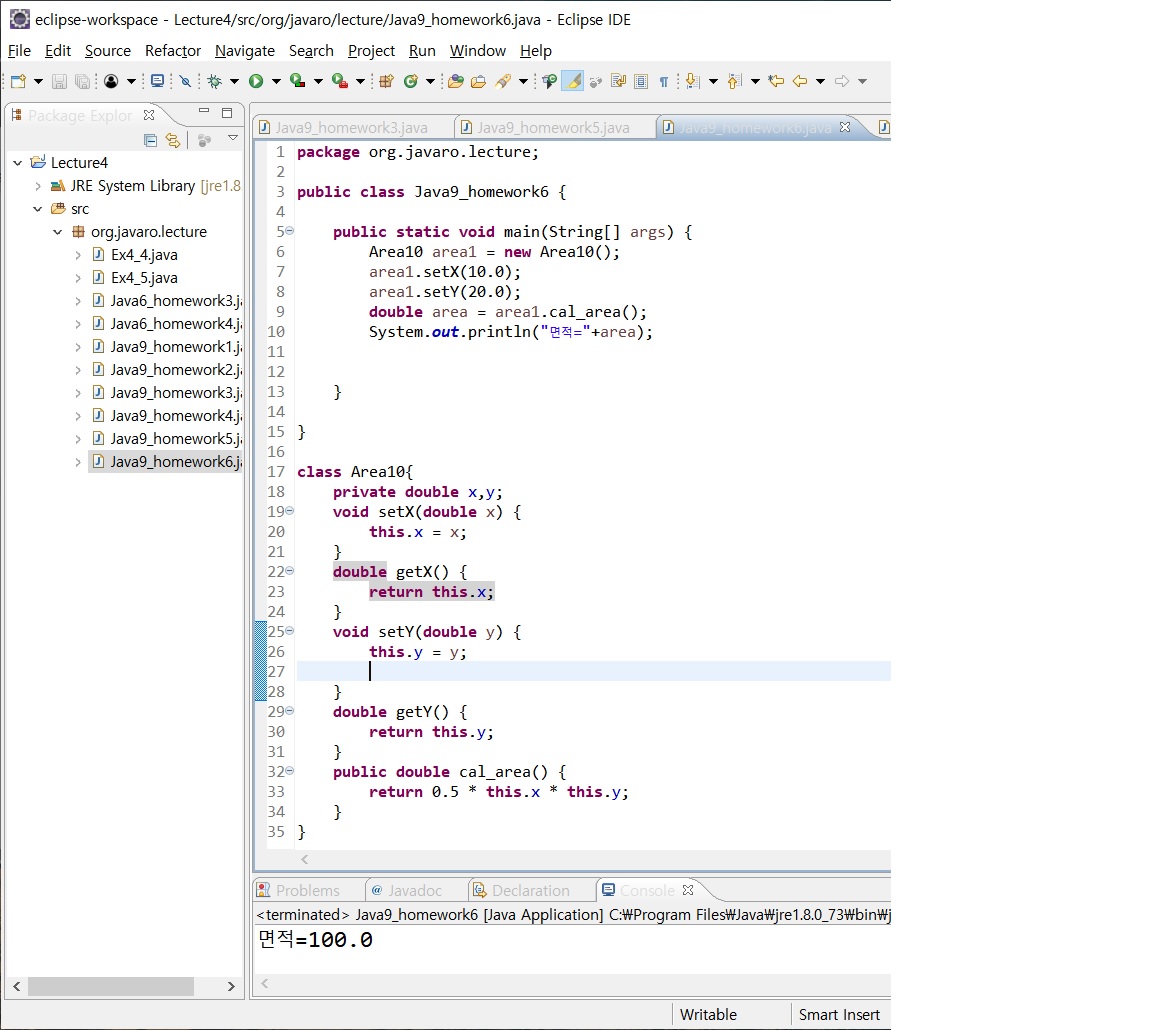 eclipse-workspace - Lecture4/src/org/javaro/lecture/Java9_homework6.java - Eclipse IDE
File Edit Source Refactor Navigate Search Project Run Window Help
Package Explor
Lecture4
JRE System Library [jre1.8
src
org.javaro.lecture
Ex4_4.java
Ex4_5.java
Java6_homework3.ja
Java6_homework4.ja
Java9_homework1.ja
Java9_homework2.ja
Java9_homework3.ja
Java9_homework4.ja
Java9_homework5.ja
Java9_homework6.ja
Java9_homework3.java Java9_homework5.java Java9_homework6.java
1 package org.javaro.lecture;
2
3 public class Java9_homework6 {
4
5 public static void main(String[] args) {
6 Area10 area1 = new Area10();
7 area1.setX(10.0);
8 area1.setY(20.0);
9 double area = area1.cal_area();
10 System.out.println("면적="+area);
11
12
13 }
14
15 }
16
17 class Area10{
18 private double x,y;
19 void setX(double x) {
20 this.x = x;
21 }
22 double getX() {
23 return this.x;
24 }
25 void setY(double y) {
26 this.y = y;
27
28 }
29 double getY() {
30 return this.y;
31 }
32 public double cal_area() {
33 return 0.5 * this.x * this.y;
34 }
35 }
Problems Javadoc Declaration Console
<terminated> Java9_homework6 [Java Application] C:₩Program Files₩Java₩jre1.8.0_73₩bin₩j
면적=100.0
Writable Smart Insert